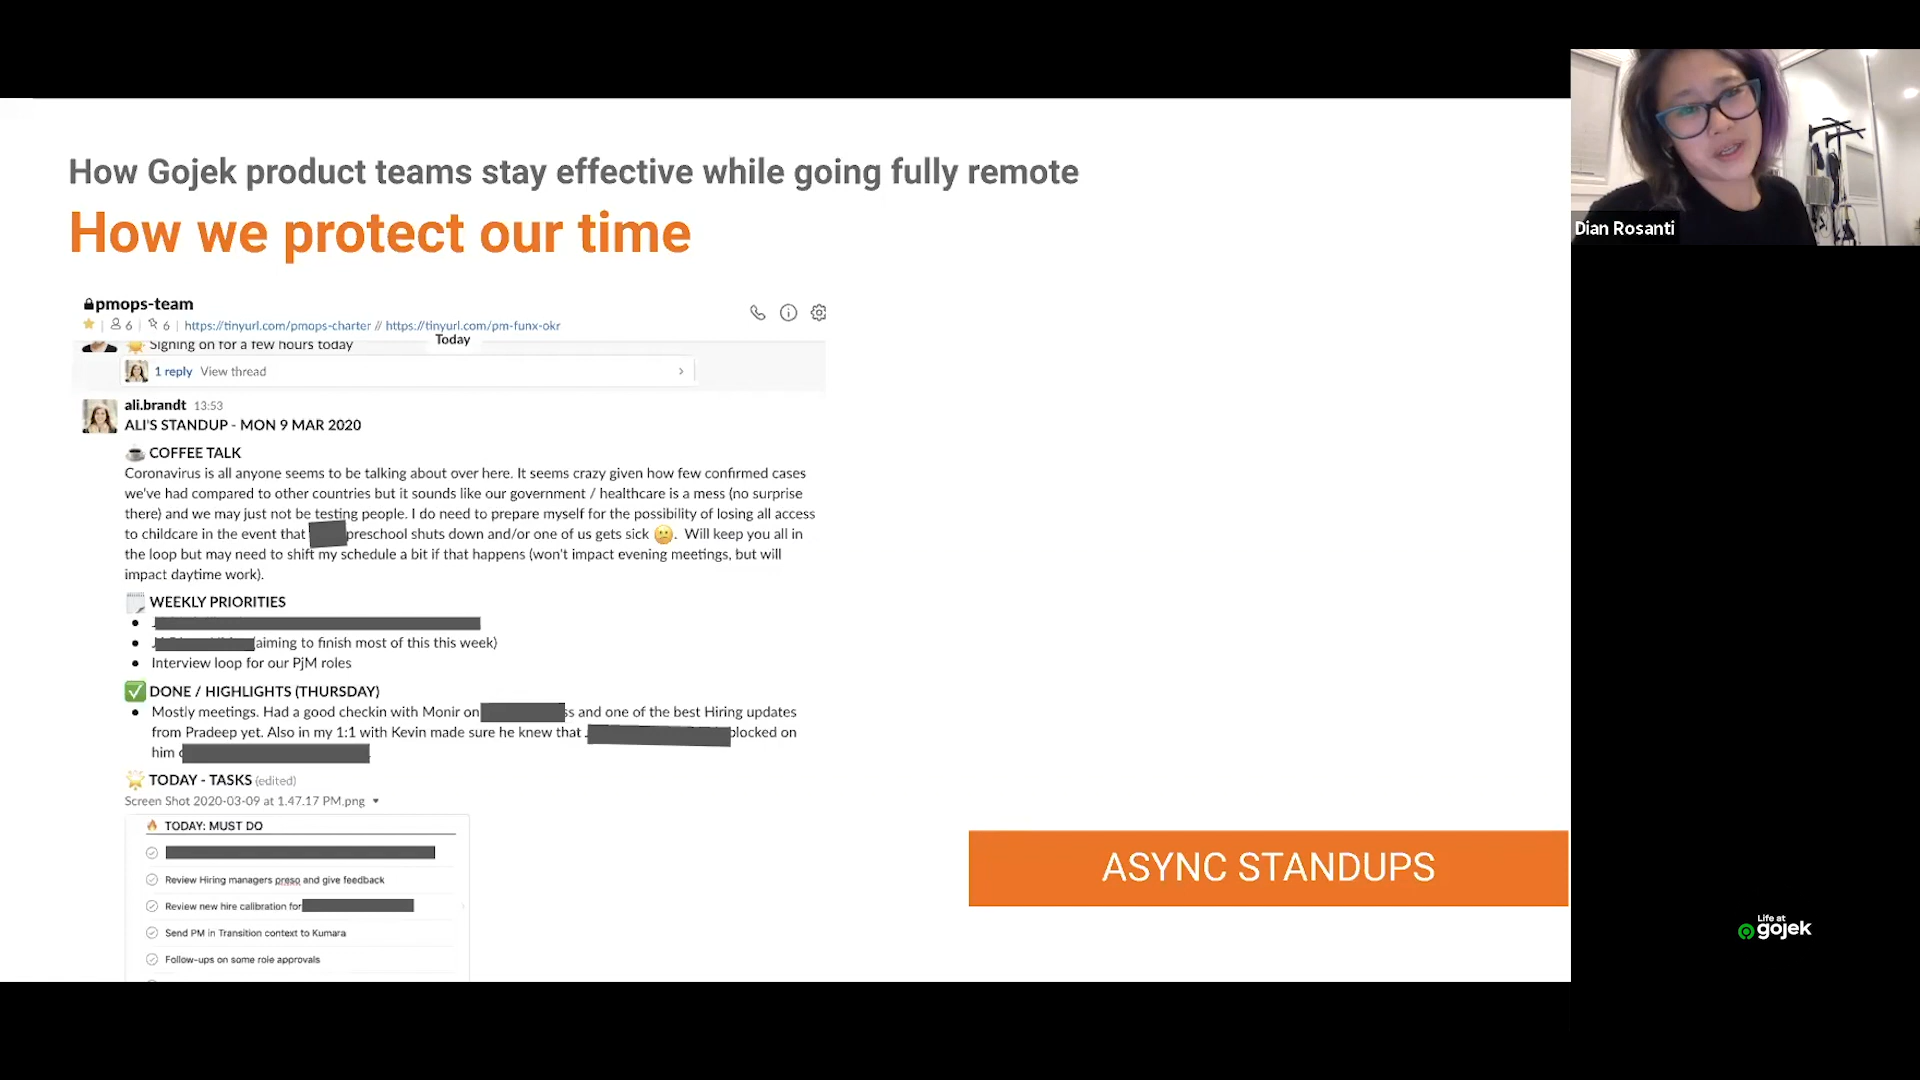 How Gojek product teams stay effective while going fully remote
How we protect our time
pmops-team
6 | 6 | https://tinyurl.com/pmops-charter // https://tinyurl.com/pm-funx-okr
Today
Signing on for a few hours today
1 reply View thread
ali.brandt 13:53
ALI'S STANDUP - MON 9 MAR 2020
COFFEE TALK
Coronavirus is all anyone seems to be talking about over here. It seems crazy given how few confirmed cases
we've had compared to other countries but it sounds like our government / healthcare is a mess (no surprise
there) and we may just not be testing people. I do need to prepare myself for the possibility of losing all access
to childcare in the event that preschool shuts down and/or one of us gets sick. Will keep you all in
the loop but may need to shift my schedule a bit if that happens (won't impact evening meetings, but will
impact daytime work).
WEEKLY PRIORITIES
aiming to finish most of this this week)
Interview loop for our PjM roles
DONE / HIGHLIGHTS (THURSDAY)
Mostly meetings. Had a good checkin with Monir on and one of the best Hiring updates
from Pradeep yet. Also in my 1:1 with Kevin made sure he knew that blocked on
him
TODAY - TASKS (edited)
Screen Shot 2020-03-09 at 1.47.17 PM.png
TODAY: MUST DO
Review Hiring managers preso and give feedback
Review new hire calibration for
Send PM in Transition context to Kumara
Follow-ups on some role approvals
ASYNC STANDUPS
Dian Rosanti
Life at
gojek